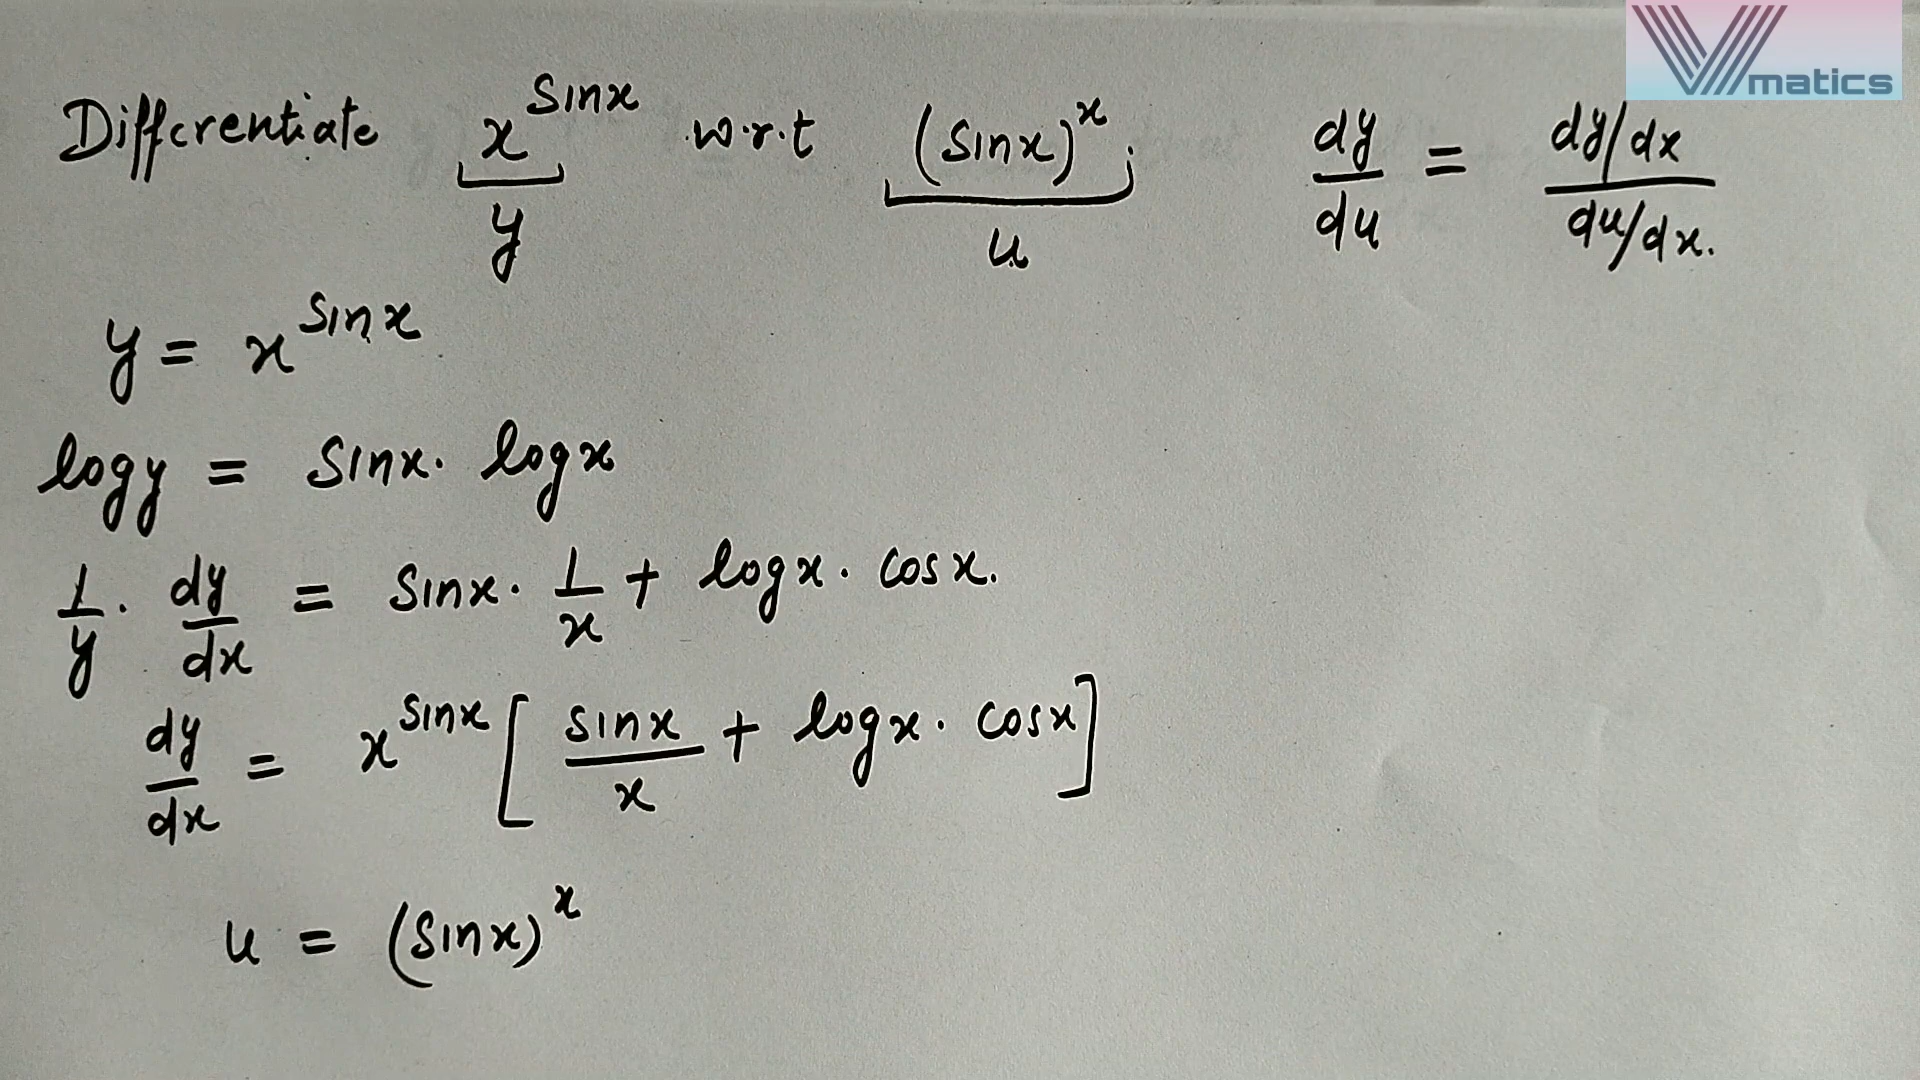 Vmatics
Differentiate x^sinx w.r.t (sinx)^x. dy/du = (dy/dx)/(du/dx).
y u
y = x^sinx
logy = sinx. logx
1/y . dy/dx = sinx. 1/x + logx. cosx.
dy/dx = x^sinx [ sinx/x + logx. cosx ]
u = (sinx)^x